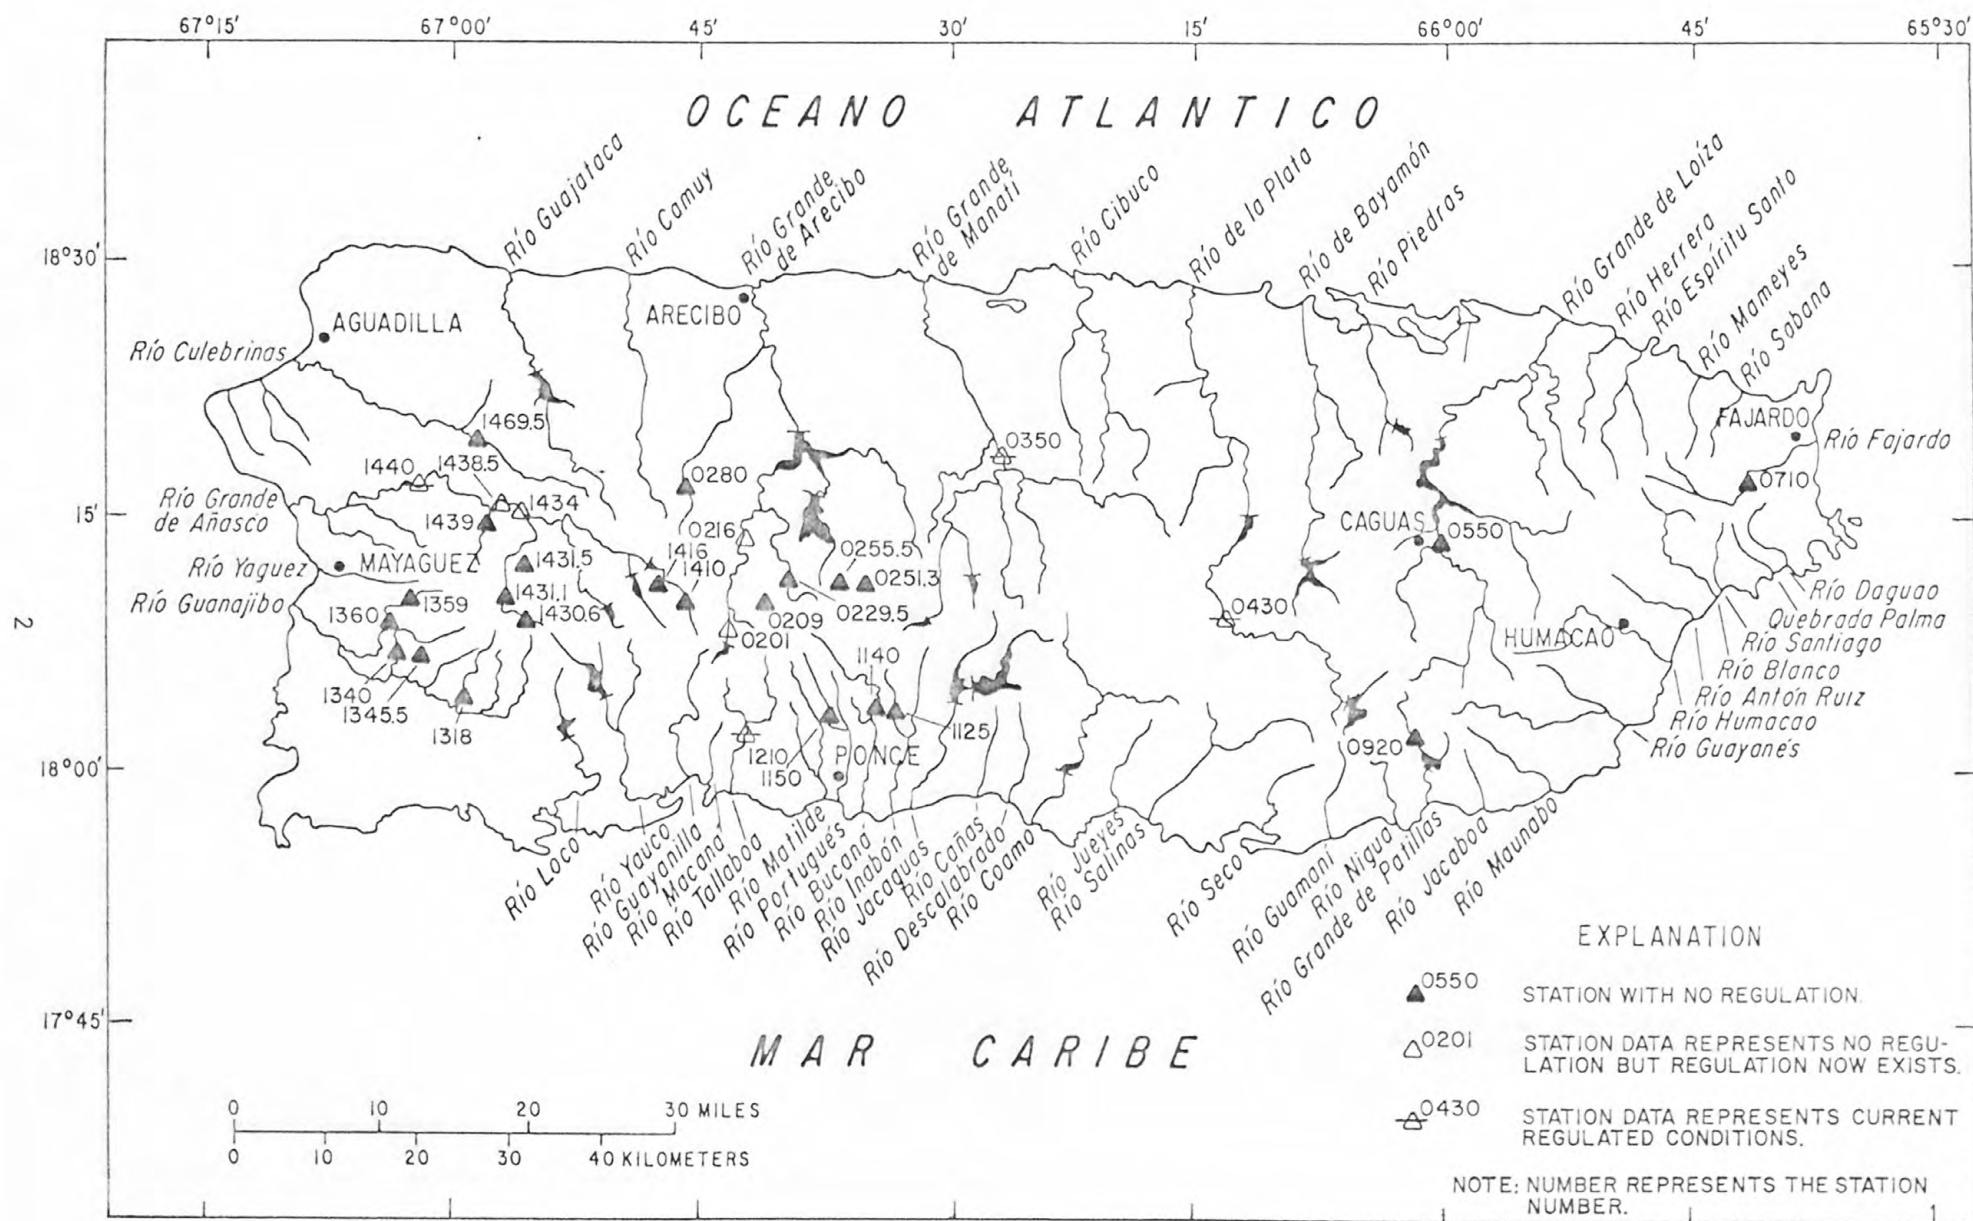 67°15'
67°00'
45'
30'
15'
66°00'
45'
65°30'
OCEANO ATLANTICO
Río Guajataca
Río Camuy
Río Grande
de Arecibo
Río Grande
de Manatí
Río Cibuco
Río de la Plata
Río de Bayamón
Río Piedras
Río Grande de Loíza
Río Herrera
Río Espíritu Santo
Río Mameyes
Río Sabana
18°30'
AGUADILLA
ARECIBO
Río Culebrinas
FAJARDO
Río Fajardo
1469.5
1438.5
1440
1434
0280
0350
0710
Río Grande
de Añasco
15'
1439
0216
CAGUAS
0550
Río Yaguez
MAYAGUEZ
1431.5
1416
1410
0255.5
0251.3
Río Guanajibo
1359
1431.1
1430.6
1360
0209
0229.5
0201
0430
HUMACAO
Río Daguao
Quebrada Palma
Río Santiago
Río Blanco
Río Antón Ruiz
Río Humacao
Río Guayanés
1340
1345.5
1318
1140
1125
1210
1150
PONCE
0920
18°00'
2
Río Loco
Río Yauco
Río Guayanilla
Río Macaná
Río Tallaboa
Río Matilde
Río Portugués
Río Bucaná
Río Inabón
Río Jacaguas
Río Cañas
Río Descalabrado
Río Coamo
Río Jueyes
Río Salinas
Río Seco
Río Guamaní
Río Nigua
Río Grande de Patillas
Río Jacaboa
Río Maunabo
17°45'
MAR CARIBE
EXPLANATION
0550 STATION WITH NO REGULATION.
0201 STATION DATA REPRESENTS NO REGU-
LATION BUT REGULATION NOW EXISTS.
0430 STATION DATA REPRESENTS CURRENT
REGULATED CONDITIONS.
NOTE: NUMBER REPRESENTS THE STATION
NUMBER.
0 10 20 30 MILES
0 10 20 30 40 KILOMETERS